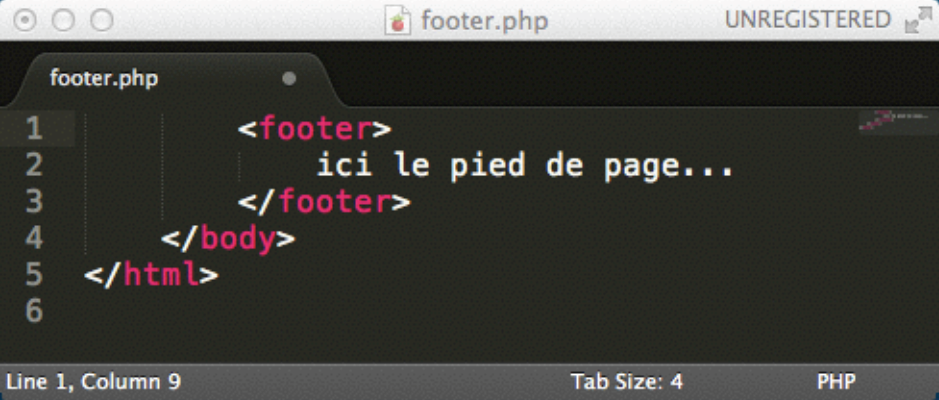 footer.php UNREGISTERED
footer.php
1 <footer>
2 ici le pied de page...
3 </footer>
4 </body>
5 </html>
6
Line 1, Column 9 Tab Size: 4 PHP